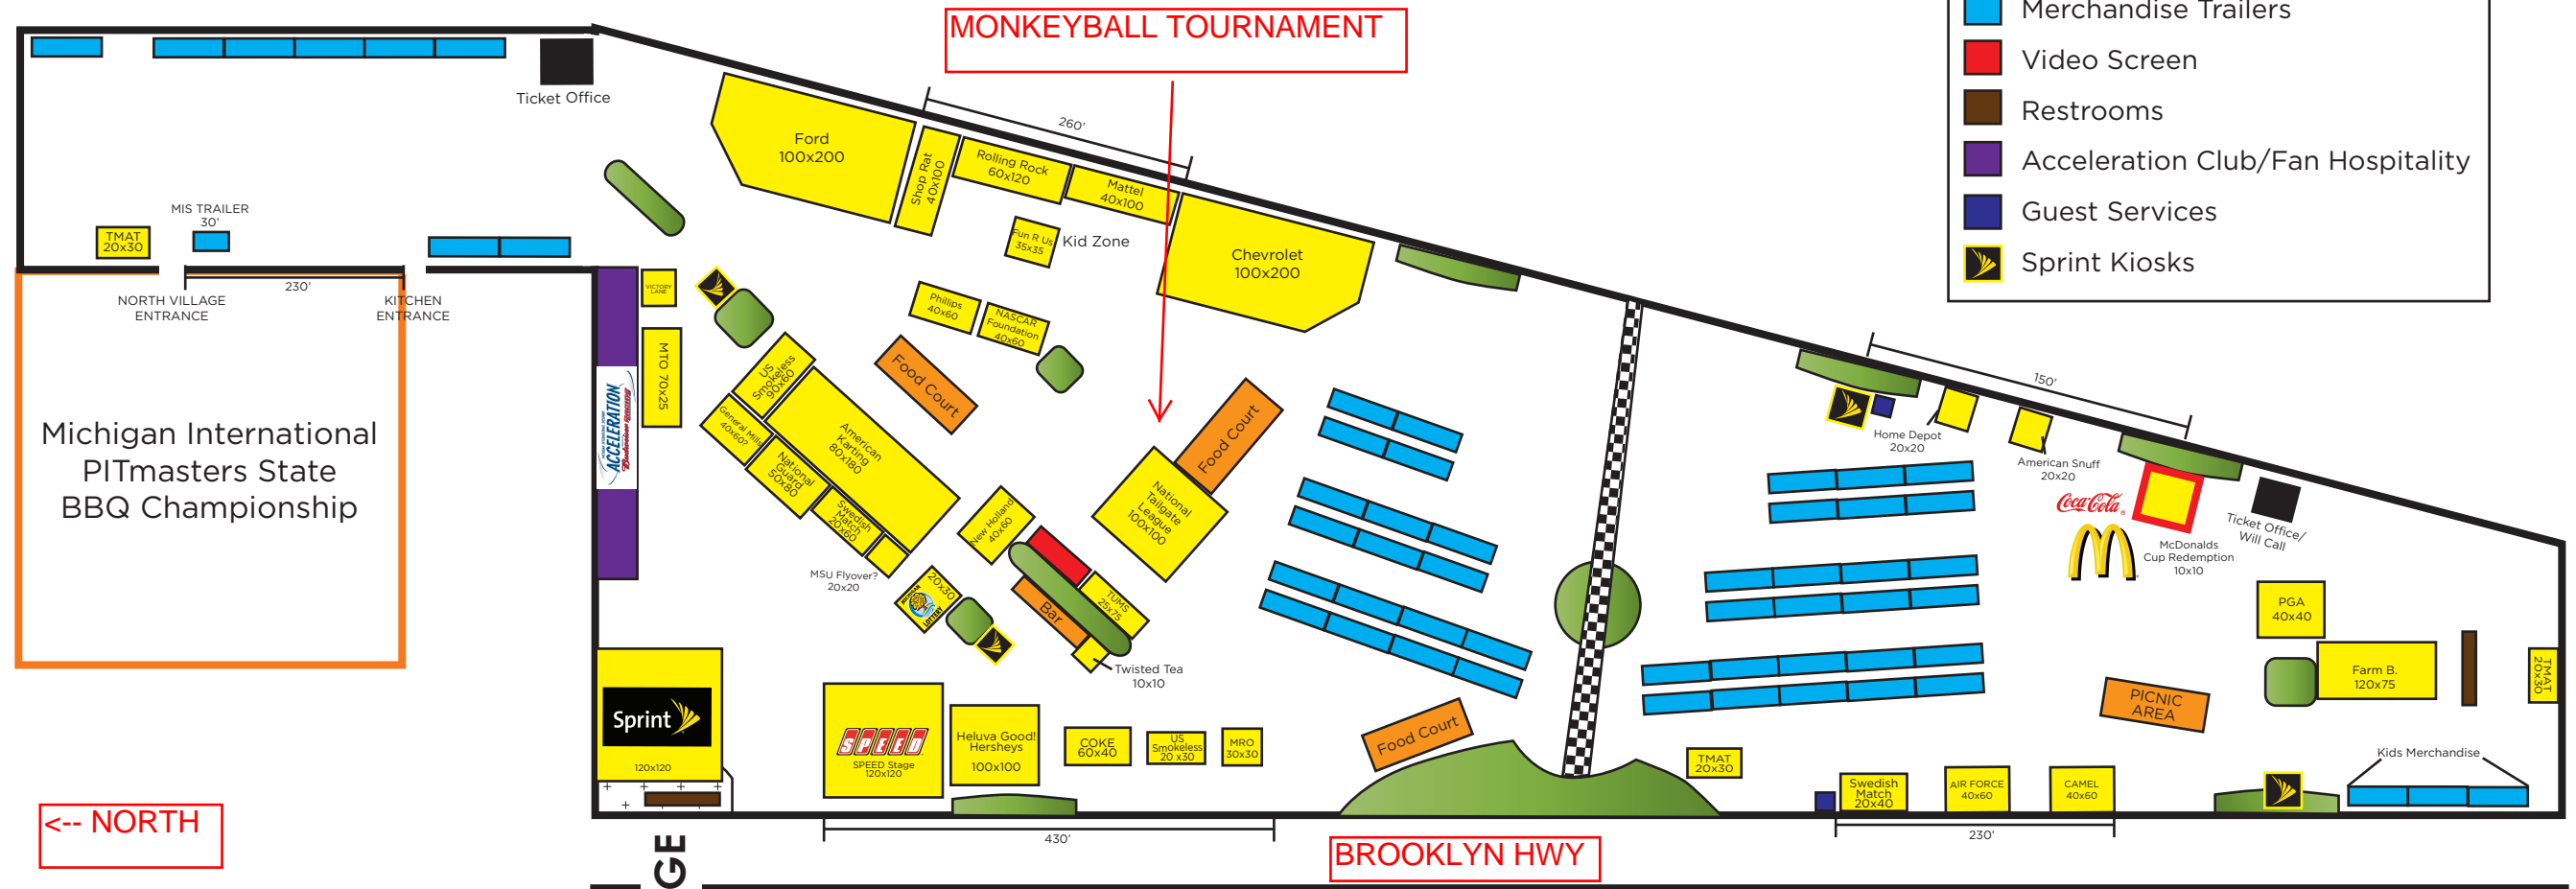 MONKEYBALL TOURNAMENT
Merchandise Trailers
Video Screen
Restrooms
Acceleration Club/Fan Hospitality
Guest Services
Sprint Kiosks
Ticket Office
260'
Ford
100x200
Shop Rat
40x100
Rolling Rock
60x120
Mattel
40x100
Fun R Us
35x35
Kid Zone
Chevrolet
100x200
MIS TRAILER
30'
TMAT
20x30
NORTH VILLAGE
ENTRANCE
230'
KITCHEN
ENTRANCE
VICTORY
LANE
MTO 70x25
ACCELERATION
Phillips
40x60
NASCAR
Foundation
40x60
Food Court
US
Smokeless
90x60
General Mills
40x60?
American
Karting
80x180
National
Guard
50x80
Swedish
Match
20x60
MSU Flyover?
20x20
New Holland
40x60
National
Tailgate
League
100x100
Food Court
20x30
MICHIGAN
LOTTERY
Bar
TUMS
25x75
Twisted Tea
10x10
Michigan International
PITmasters State
BBQ Championship
150'
Home Depot
20x20
American Snuff
20x20
Coca-Cola
McDonalds
Cup Redemption
10x10
Ticket Office/
Will Call
PGA
40x40
Farm B.
120x75
TMAT
20x30
PICNIC
AREA
Kids Merchandise
Sprint
120x120
SPEED
SPEED Stage
120x120
Heluva Good!
Hersheys
100x100
COKE
60x40
US
Smokeless
20 x30
MRO
30x30
Food Court
TMAT
20x30
Swedish
Match
20x40
AIR FORCE
40x60
CAMEL
40x60
<-- NORTH
GE
430'
BROOKLYN HWY
230'